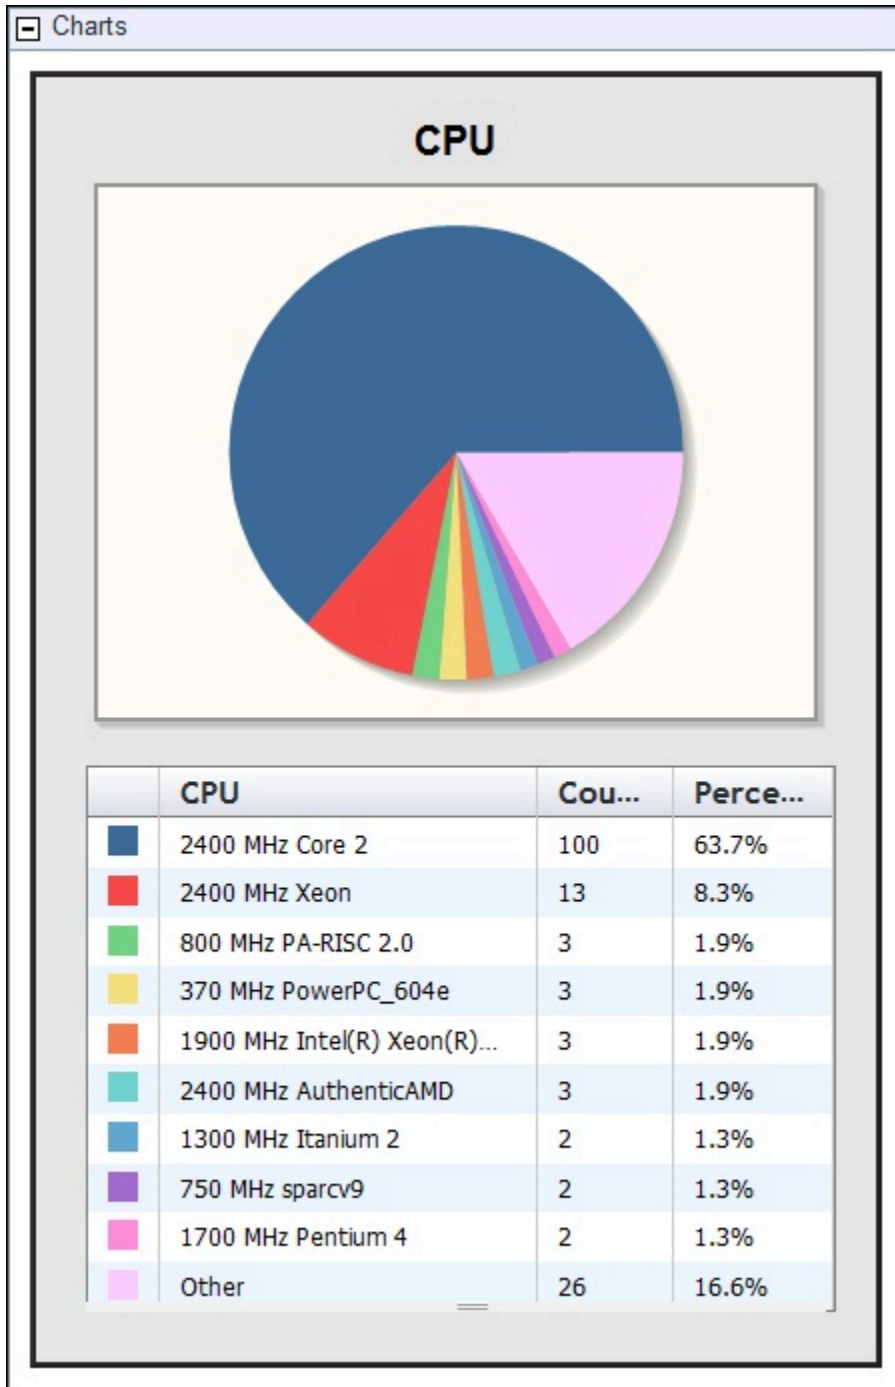 Charts
CPU
CPU Cou... Perce...
2400 MHz Core 2 100 63.7%
2400 MHz Xeon 13 8.3%
800 MHz PA-RISC 2.0 3 1.9%
370 MHz PowerPC_604e 3 1.9%
1900 MHz Intel(R) Xeon(R)... 3 1.9%
2400 MHz AuthenticAMD 3 1.9%
1300 MHz Itanium 2 2 1.3%
750 MHz sparcv9 2 1.3%
1700 MHz Pentium 4 2 1.3%
Other 26 16.6%